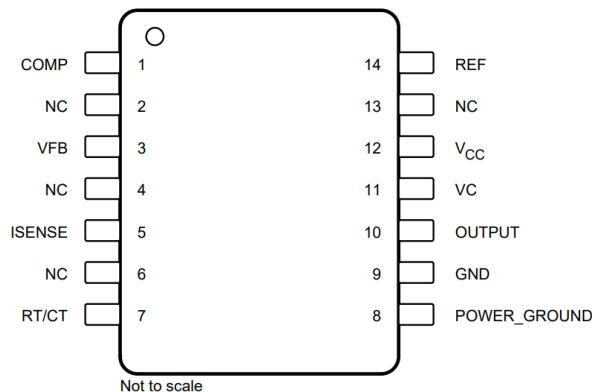 COMP 1 14 REF
NC 2 13 NC
VFB 3 12 VCC
NC 4 11 VC
ISENSE 5 10 OUTPUT
NC 6 9 GND
RT/CT 7 8 POWER_GROUND
Not to scale